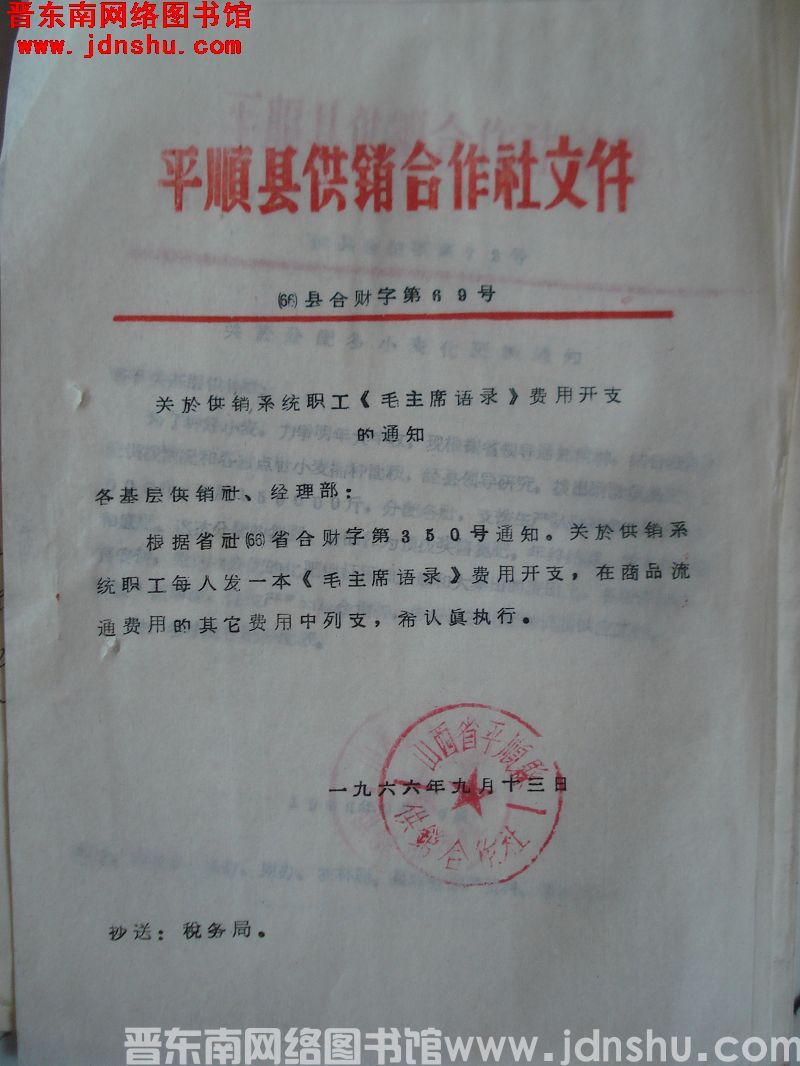 晋东南网络图书馆
www.jdnshu.com
平顺县供销合作社文件
(66)县合财字第69号
关於供销系统职工《毛主席语录》费用开支
的通知
各基层供销社、经理部：
根据省社(66)省合财字第350号通知。关於供销系
统职工每人发一本《毛主席语录》费用开支，在商品流
通费用的其它费用中列支，希认真执行。
山西省平顺县
一九六六年九月十三日
供销合作社
抄送：税务局。
晋东南网络图书馆www.jdnshu.com